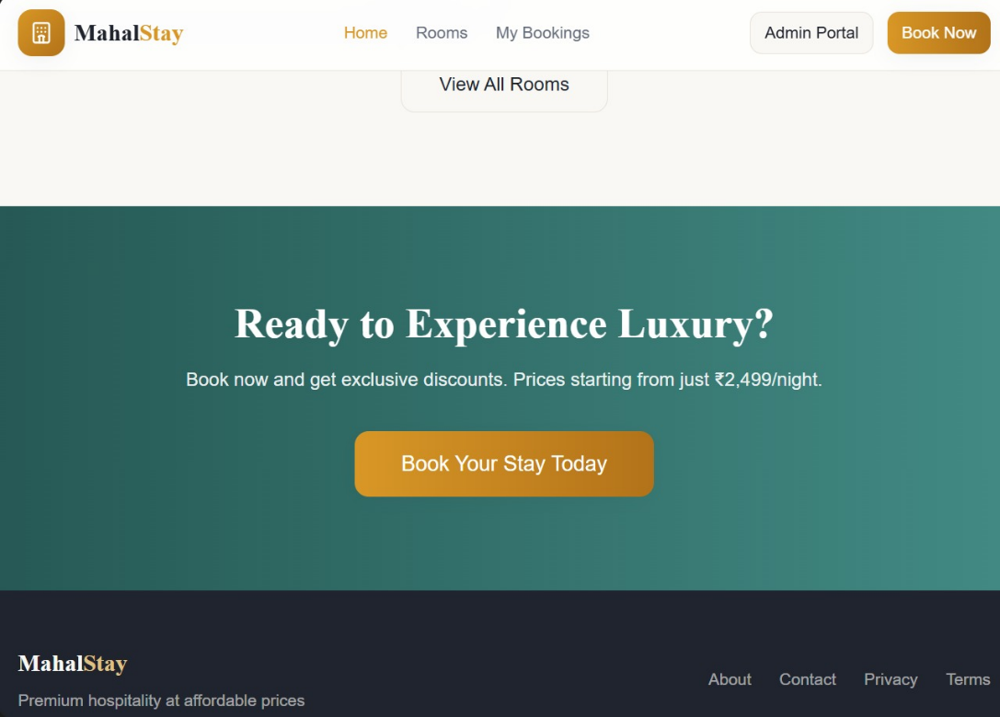 MahalStay
Home
Rooms
My Bookings
Admin Portal
Book Now
View All Rooms
Ready to Experience Luxury?
Book now and get exclusive discounts. Prices starting from just ₹2,499/night.
Book Your Stay Today
MahalStay
Premium hospitality at affordable prices
About
Contact
Privacy
Terms